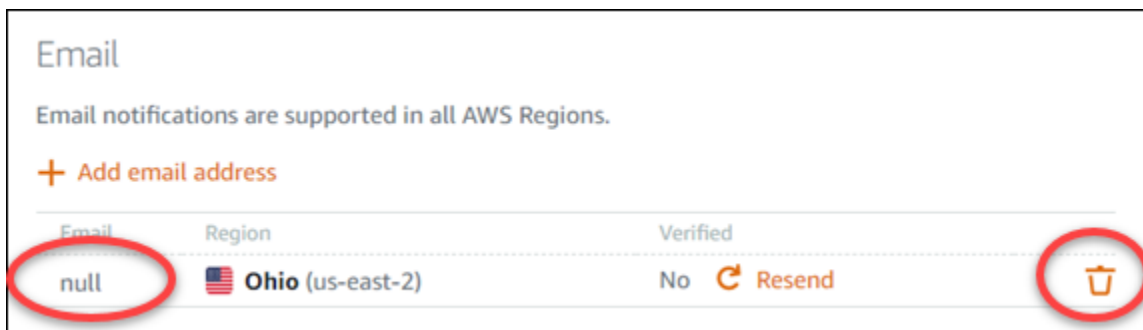 Email
Email notifications are supported in all AWS Regions.
+ Add email address
Email Region Verified
null Ohio (us-east-2) No Resend